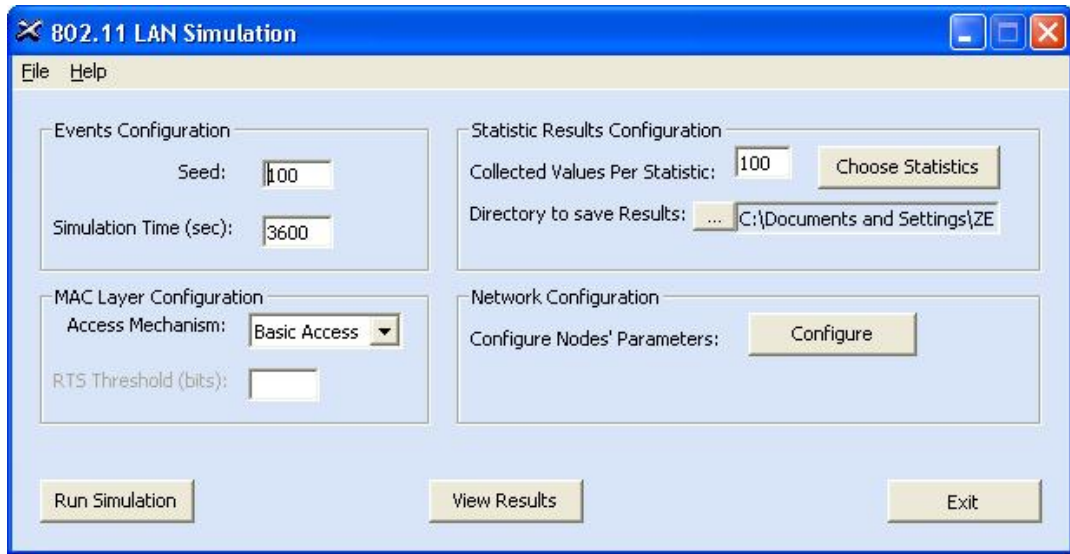 802.11 LAN Simulation
File Help
Events Configuration
Seed: 100
Simulation Time (sec): 3600
Statistic Results Configuration
Collected Values Per Statistic: 100 Choose Statistics
Directory to save Results: ... C:\Documents and Settings\ZE
MAC Layer Configuration
Access Mechanism: Basic Access
RTS Threshold (bits):
Network Configuration
Configure Nodes' Parameters: Configure
Run Simulation View Results Exit